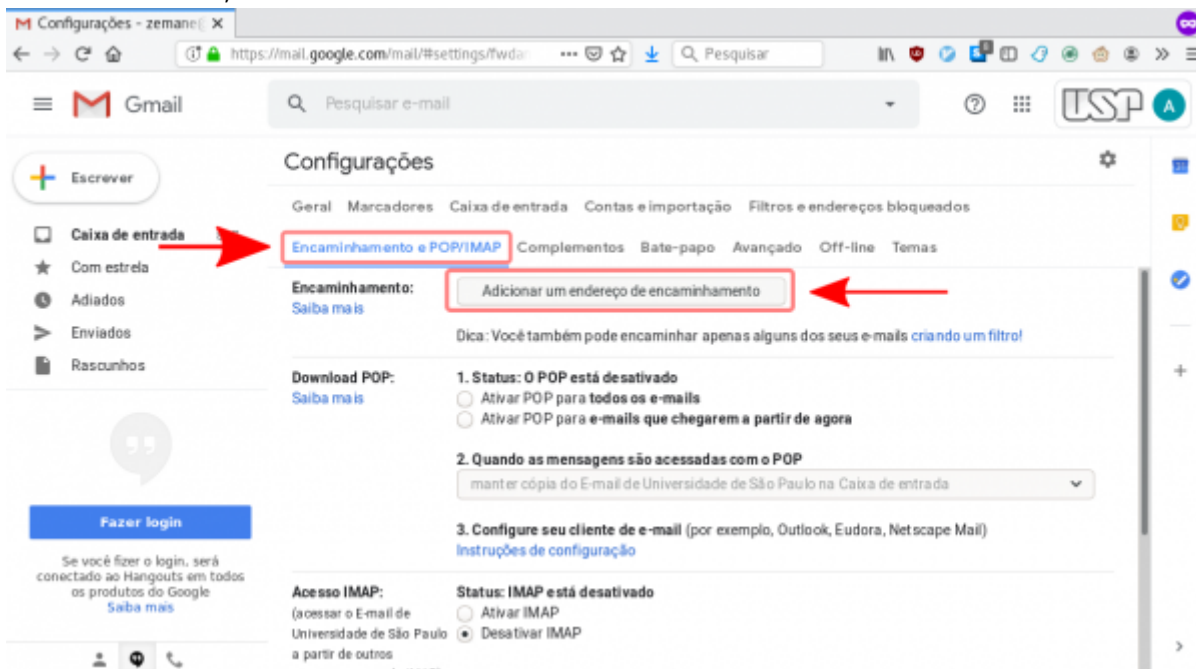 Configurações - zemane
https://mail.google.com/mail/#settings/fwda
Pesquisar
Gmail
Pesquisar e-mail
USP
A
Escrever
Configurações
Geral Marcadores Caixa de entrada Contas e importação Filtros e endereços bloqueados
Encaminhamento e POP/IMAP Complementos Bate-papo Avançado Off-line Temas
Caixa de entrada
Com estrela
Adiados
Enviados
Rascunhos
Encaminhamento:
Saiba mais
Adicionar um endereço de encaminhamento
Dica: Você também pode encaminhar apenas alguns dos seus e-mails criando um filtro!
Download POP:
Saiba mais
1. Status: O POP está desativado
Ativar POP para todos os e-mails
Ativar POP para e-mails que chegarem a partir de agora
2. Quando as mensagens são acessadas com o POP
manter cópia do E-mail de Universidade de São Paulo na Caixa de entrada
3. Configure seu cliente de e-mail (por exemplo, Outlook, Eudora, Netscape Mail)
Instruções de configuração
Fazer login
Se você fizer o login, será
conectado ao Hangouts em todos
os produtos do Google
Saiba mais
Acesso IMAP:
(acessar o E-mail de
Universidade de São Paulo
a partir de outros
Status: IMAP está desativado
Ativar IMAP
Desativar IMAP